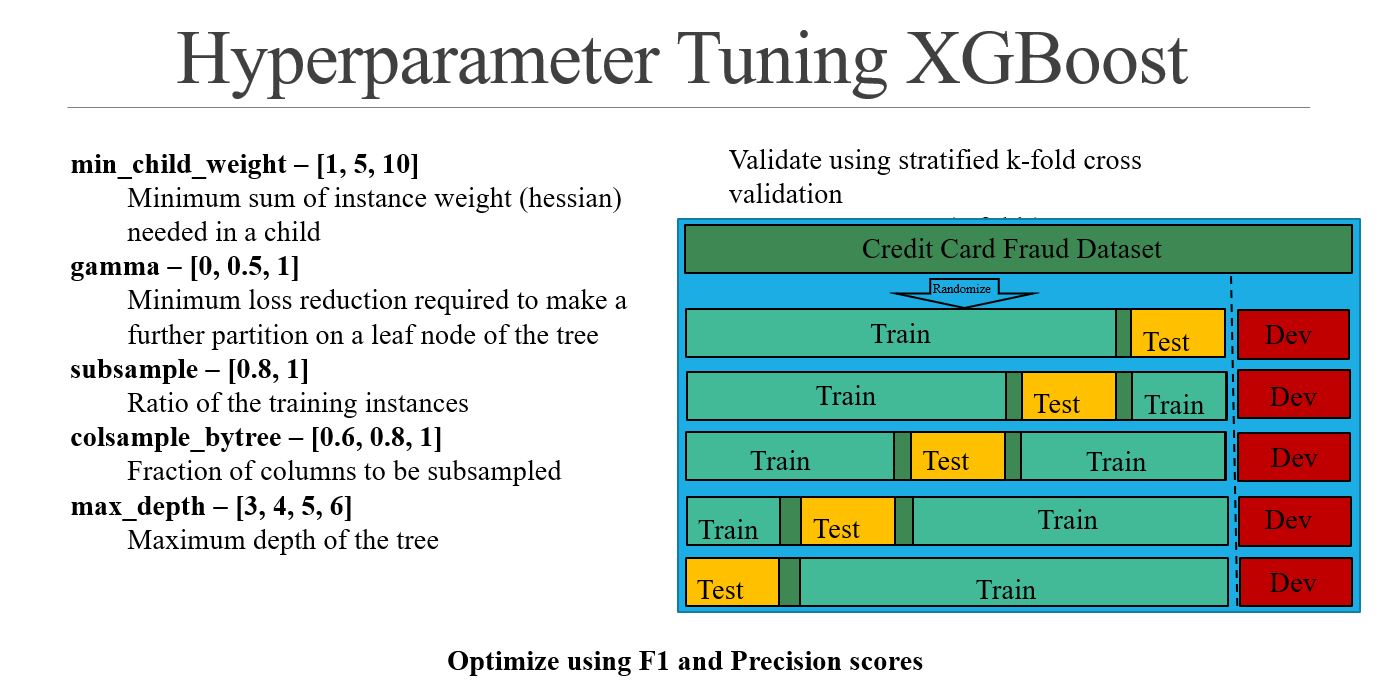 Hyperparameter Tuning XGBoost
min_child_weight – [1, 5, 10]
Minimum sum of instance weight (hessian)
needed in a child
gamma – [0, 0.5, 1]
Minimum loss reduction required to make a
further partition on a leaf node of the tree
subsample – [0.8, 1]
Ratio of the training instances
colsample_bytree – [0.6, 0.8, 1]
Fraction of columns to be subsampled
max_depth – [3, 4, 5, 6]
Maximum depth of the tree
Validate using stratified k-fold cross
validation
Credit Card Fraud Dataset
Randomize
Train Test Dev
Train Test Train Dev
Train Test Train Dev
Train Test Train Dev
Test Train Dev
Optimize using F1 and Precision scores